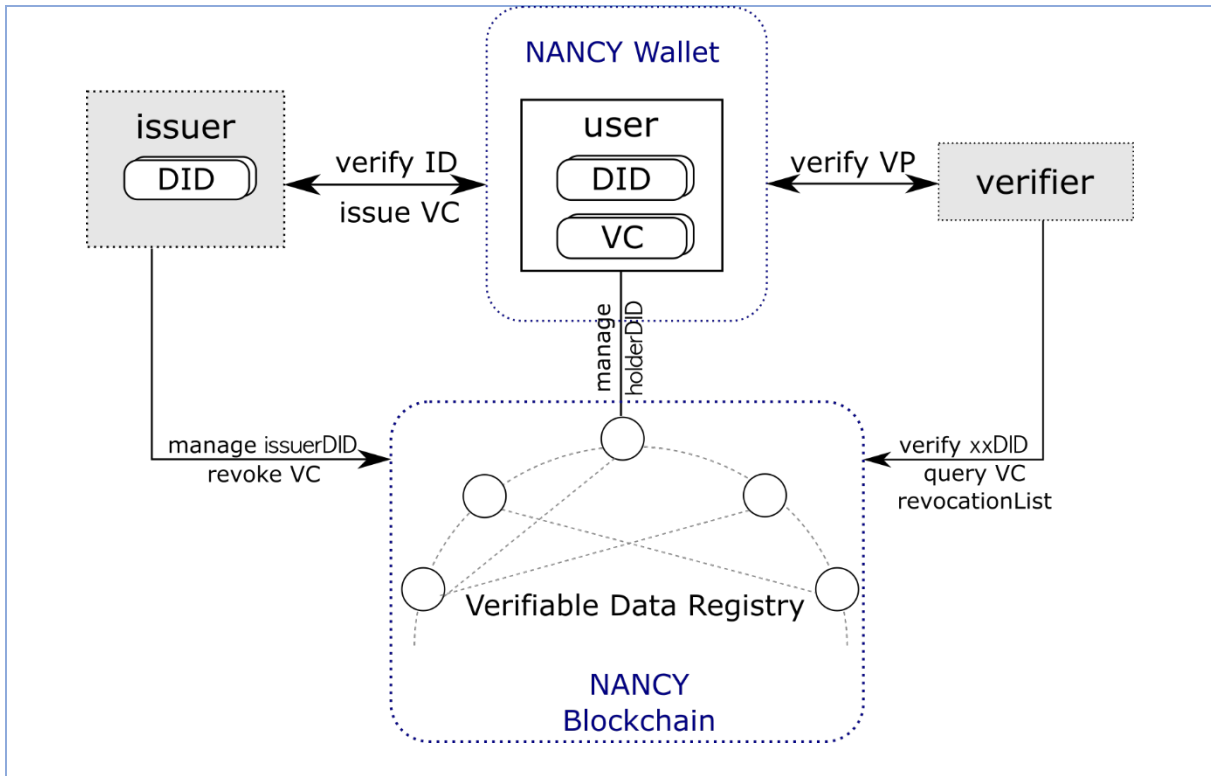 NANCY Wallet
issuer
DID
verify ID
issue VC
user
DID
VC
verify VP
verifier
manage
holderDID
manage issuerDID
revoke VC
verify xxDID
query VC
revocationList
Verifiable Data Registry
NANCY
Blockchain